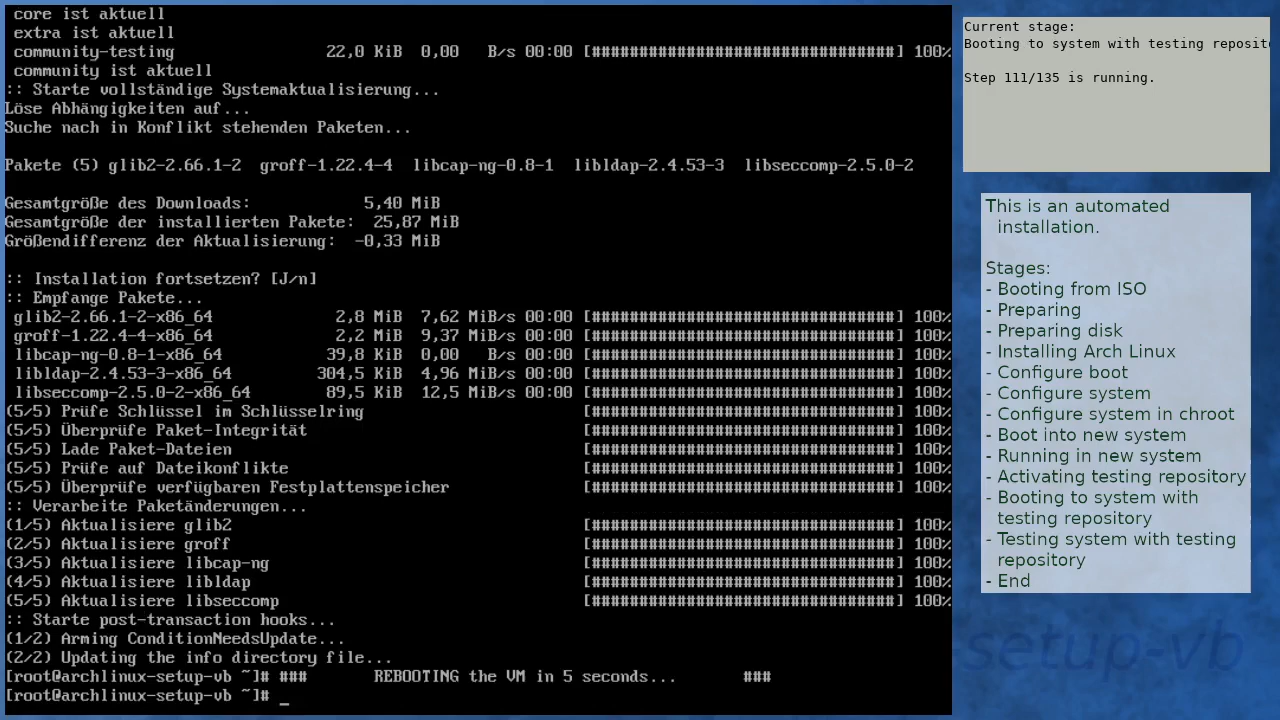 core ist aktuell
extra ist aktuell
community-testing 22,0 KiB 0,00 B/s 00:00 [################################] 100%
community ist aktuell
:: Starte vollständige Systemaktualisierung...
Löse Abhängigkeiten auf...
Suche nach in Konflikt stehenden Paketen...
Pakete (5) glib2-2.66.1-2 groff-1.22.4-4 libcap-ng-0.8-1 libldap-2.4.53-3 libseccomp-2.5.0-2
Gesamtgröße des Downloads: 5,40 MiB
Gesamtgröße der installierten Pakete: 25,87 MiB
Größendifferenz der Aktualisierung: -0,33 MiB
:: Installation fortsetzen? [J/n]
:: Empfange Pakete...
glib2-2.66.1-2-x86_64 2,8 MiB 7,62 MiB/s 00:00 [################################] 100%
groff-1.22.4-4-x86_64 2,2 MiB 9,37 MiB/s 00:00 [################################] 100%
libcap-ng-0.8-1-x86_64 39,8 KiB 0,00 B/s 00:00 [################################] 100%
libldap-2.4.53-3-x86_64 304,5 KiB 4,96 MiB/s 00:00 [################################] 100%
libseccomp-2.5.0-2-x86_64 89,5 KiB 12,5 MiB/s 00:00 [################################] 100%
(5/5) Prüfe Schlüssel im Schlüsselring [################################] 100%
(5/5) Überprüfe Paket-Integrität [################################] 100%
(5/5) Lade Paket-Dateien [################################] 100%
(5/5) Prüfe auf Dateikonflikte [################################] 100%
(5/5) Überprüfe verfügbaren Festplattenspeicher [################################] 100%
:: Verarbeite Paketänderungen...
(1/5) Aktualisiere glib2 [################################] 100%
(2/5) Aktualisiere groff [################################] 100%
(3/5) Aktualisiere libcap-ng [################################] 100%
(4/5) Aktualisiere libldap [################################] 100%
(5/5) Aktualisiere libseccomp [################################] 100%
:: Starte post-transaction hooks...
(1/2) Arming ConditionNeedsUpdate...
(2/2) Updating the info directory file...
[root@archlinux-setup-vb ~]# ### REBOOTING the VM in 5 seconds... ###
[root@archlinux-setup-vb ~]# _
Current stage:
Booting to system with testing reposito
Step 111/135 is running.
This is an automated
installation.
Stages:
- Booting from ISO
- Preparing
- Preparing disk
- Installing Arch Linux
- Configure boot
- Configure system
- Configure system in chroot
- Boot into new system
- Running in new system
- Activating testing repository
- Booting to system with
testing repository
- Testing system with testing
repository
- End
setup-vb